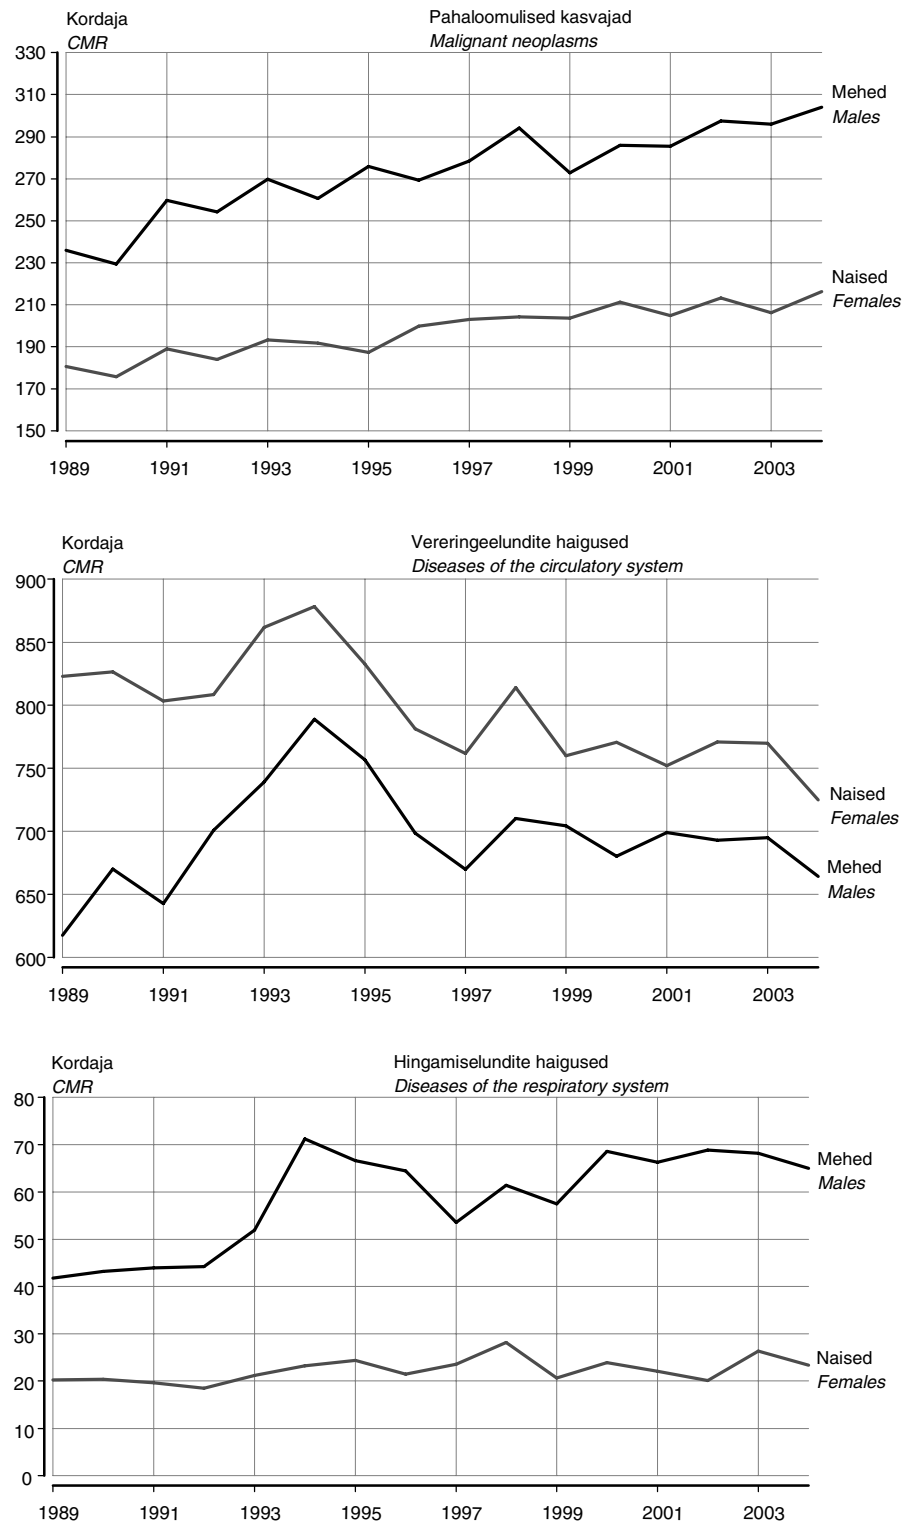 Kordaja
CMR
Pahaloomulised kasvajad
Malignant neoplasms
330
310
290
270
250
230
210
190
170
150
Mehed
Males
Naised
Females
1989 1991 1993 1995 1997 1999 2001 2003
Kordaja
CMR
Vereringeelundite haigused
Diseases of the circulatory system
900
850
800
750
700
650
600
Naised
Females
Mehed
Males
1989 1991 1993 1995 1997 1999 2001 2003
Kordaja
CMR
Hingamiselundite haigused
Diseases of the respiratory system
80
70
60
50
40
30
20
10
0
Mehed
Males
Naised
Females
1989 1991 1993 1995 1997 1999 2001 2003